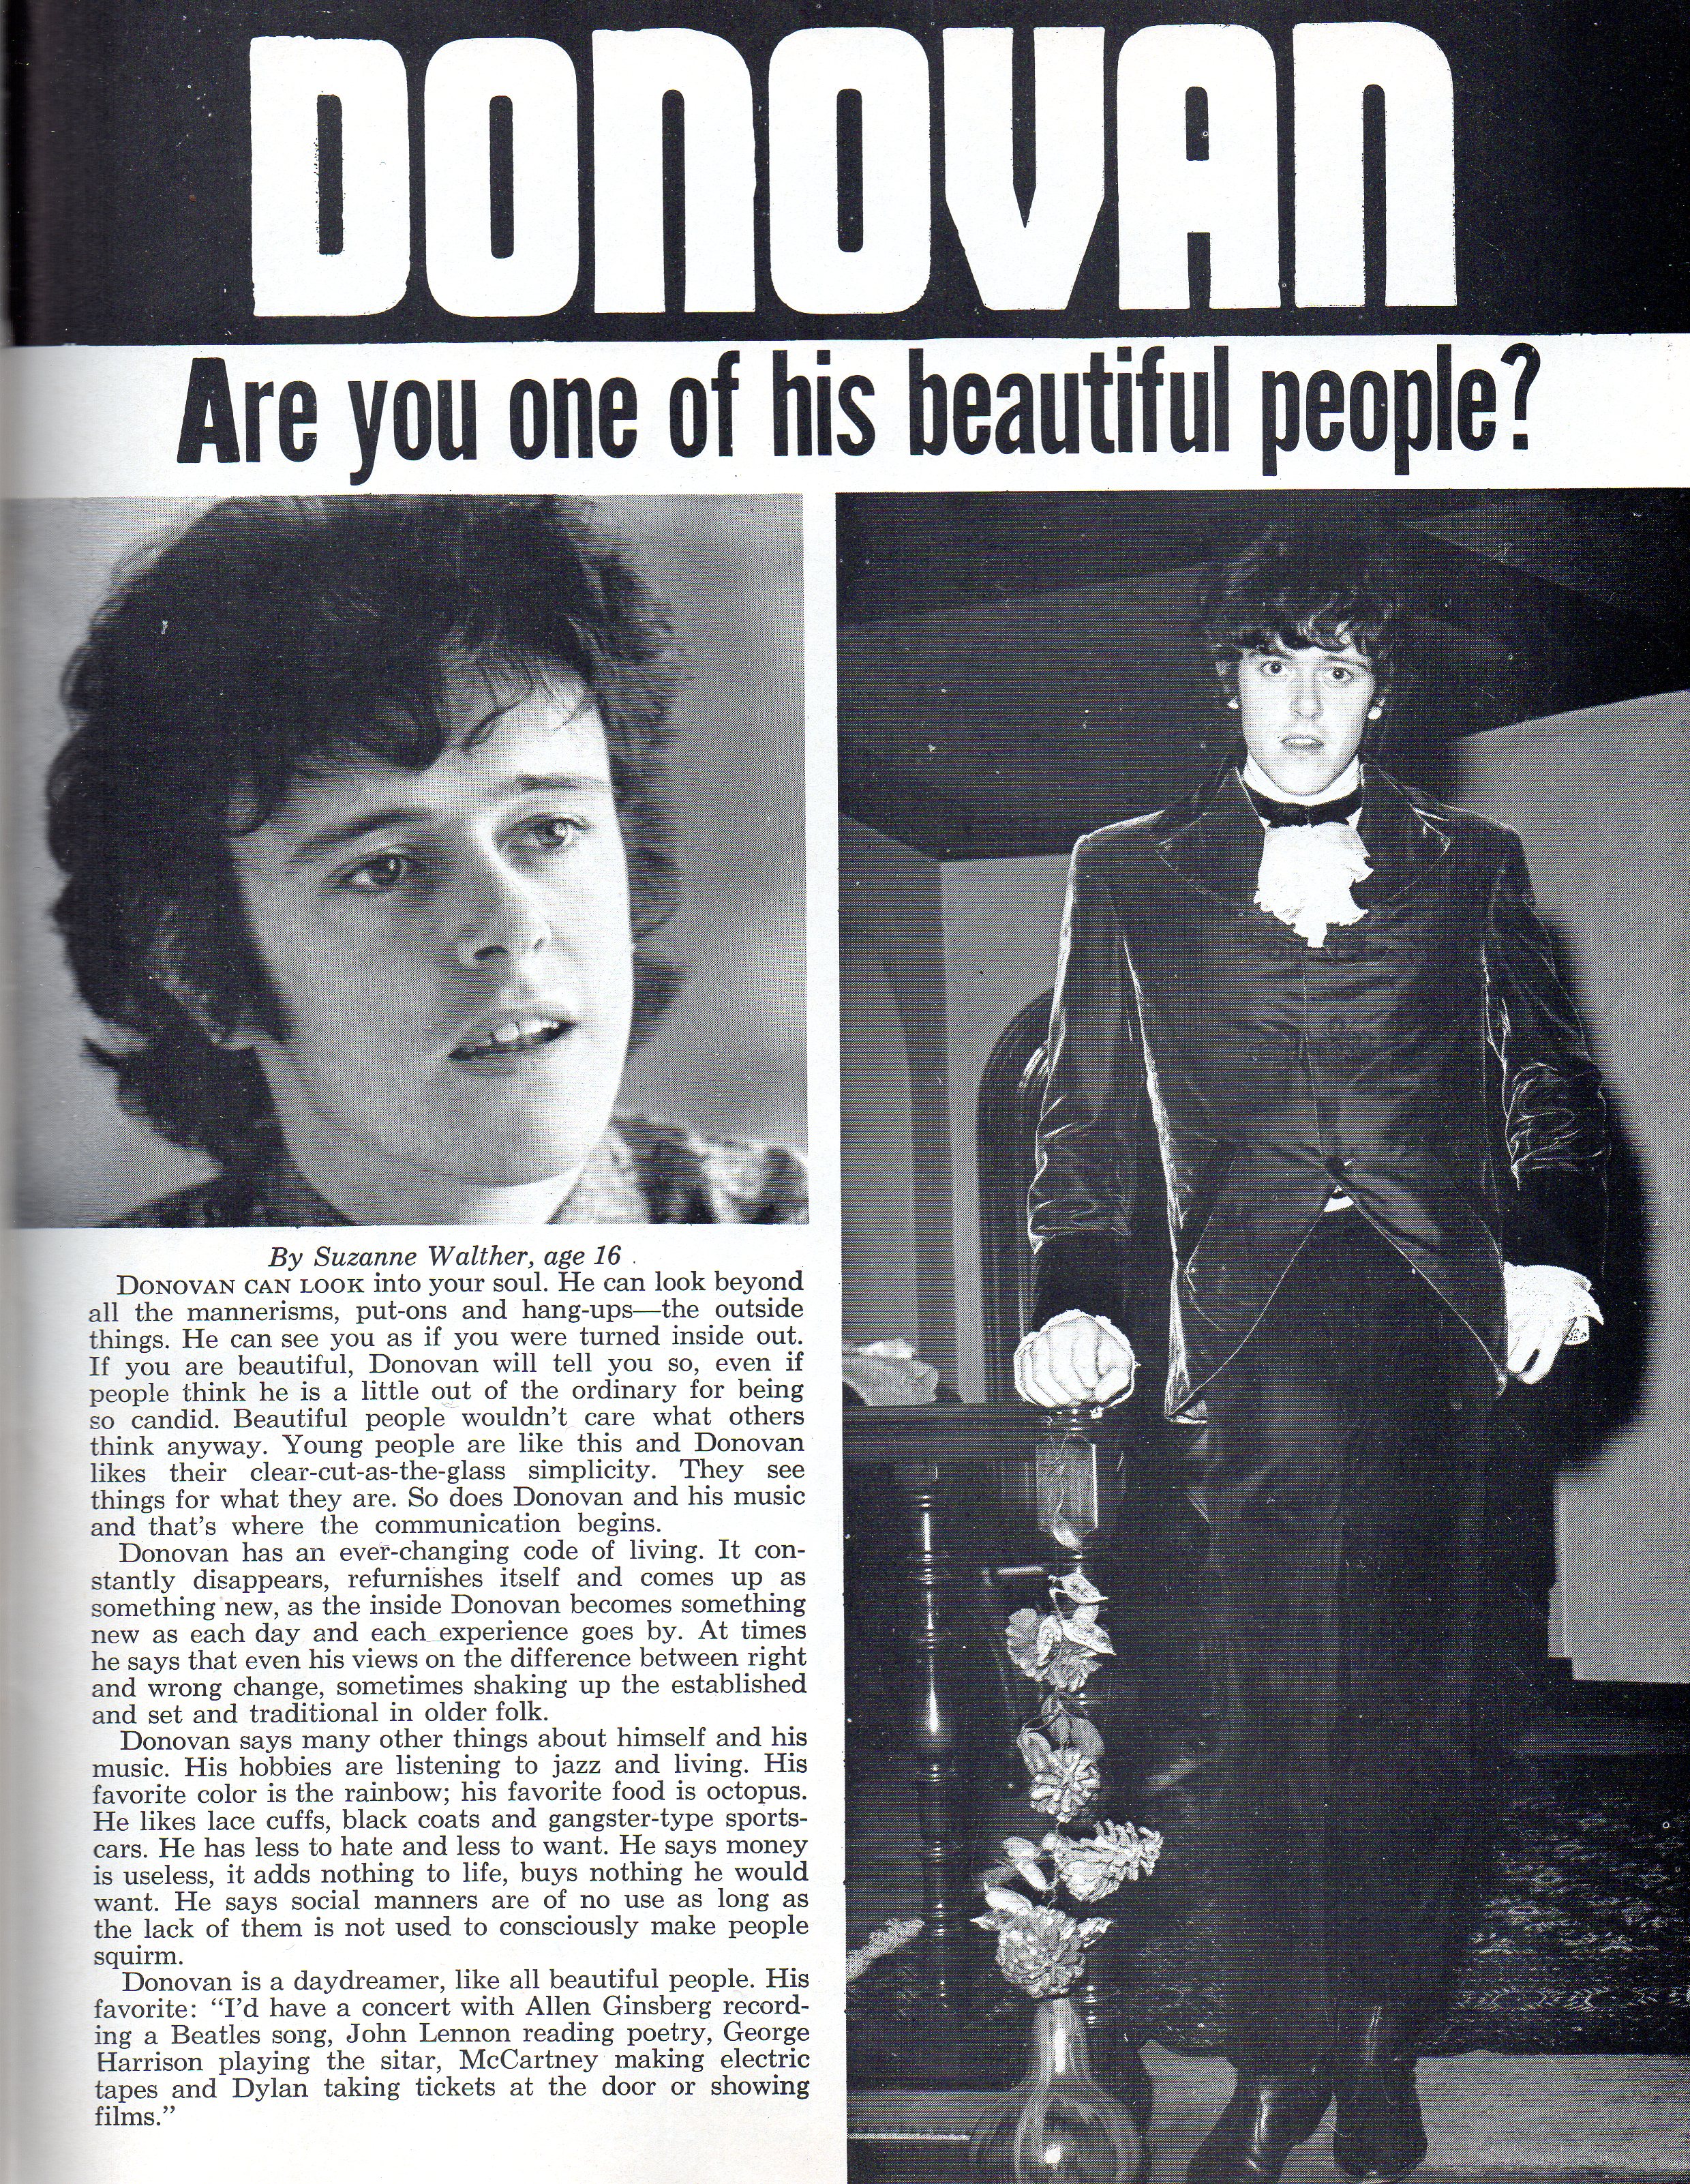 DONOVAN
Are you one of his beautiful people?
By Suzanne Walther, age 16
DONOVAN CAN LOOK into your soul. He can look beyond
all the mannerisms, put-ons and hang-ups—the outside
things. He can see you as if you were turned inside out.
If you are beautiful, Donovan will tell you so, even if
people think he is a little out of the ordinary for being
so candid. Beautiful people wouldn't care what others
think anyway. Young people are like this and Donovan
likes their clear-cut-as-the-glass simplicity. They see
things for what they are. So does Donovan and his music
and that's where the communication begins.
Donovan has an ever-changing code of living. It con-
stantly disappears, refurnishes itself and comes up as
something new, as the inside Donovan becomes something
new as each day and each experience goes by. At times
he says that even his views on the difference between right
and wrong change, sometimes shaking up the established
and set and traditional in older folk.
Donovan says many other things about himself and his
music. His hobbies are listening to jazz and living. His
favorite color is the rainbow; his favorite food is octopus.
He likes lace cuffs, black coats and gangster-type sports-
cars. He has less to hate and less to want. He says money
is useless, it adds nothing to life, buys nothing he would
want. He says social manners are of no use as long as
the lack of them is not used to consciously make people
squirm.
Donovan is a daydreamer, like all beautiful people. His
favorite: “I'd have a concert with Allen Ginsberg record-
ing a Beatles song, John Lennon reading poetry, George
Harrison playing the sitar, McCartney making electric
tapes and Dylan taking tickets at the door or showing
films.”